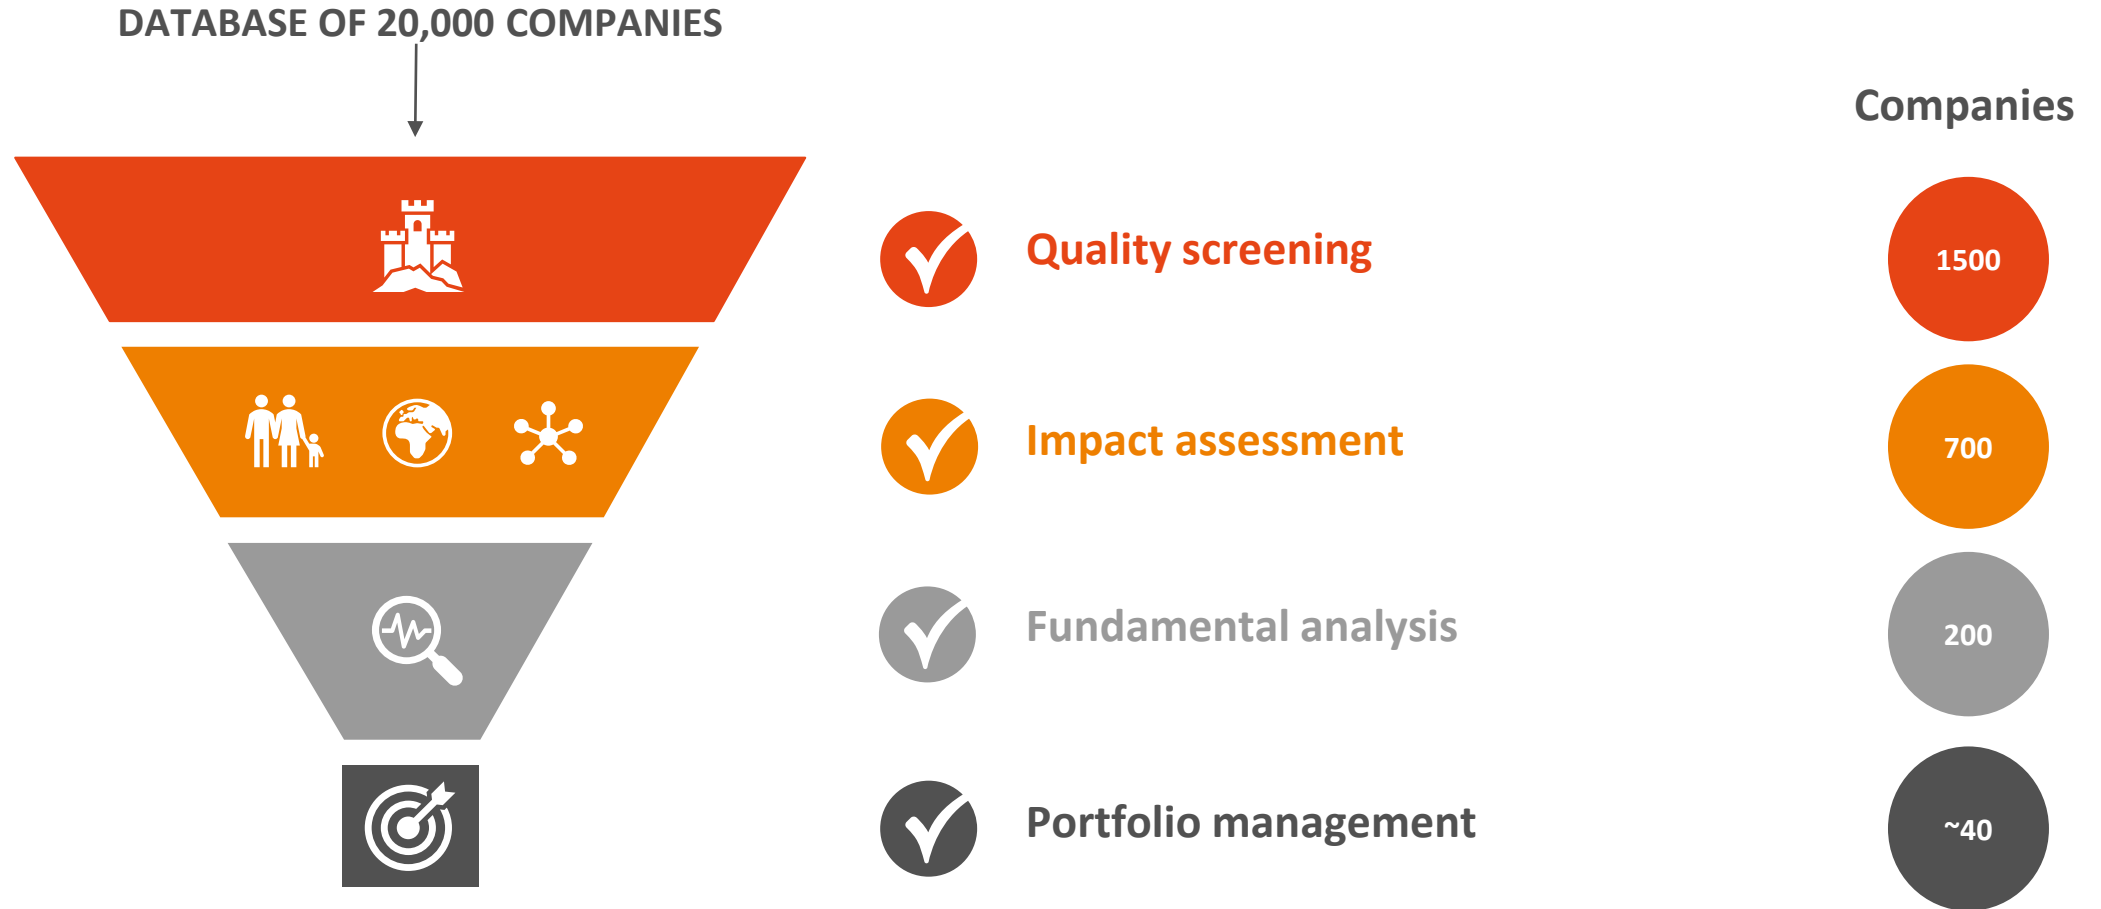 DATABASE OF 20,000 COMPANIES
Companies
Quality screening
1500
Impact assessment
700
Fundamental analysis
200
Portfolio management
~40